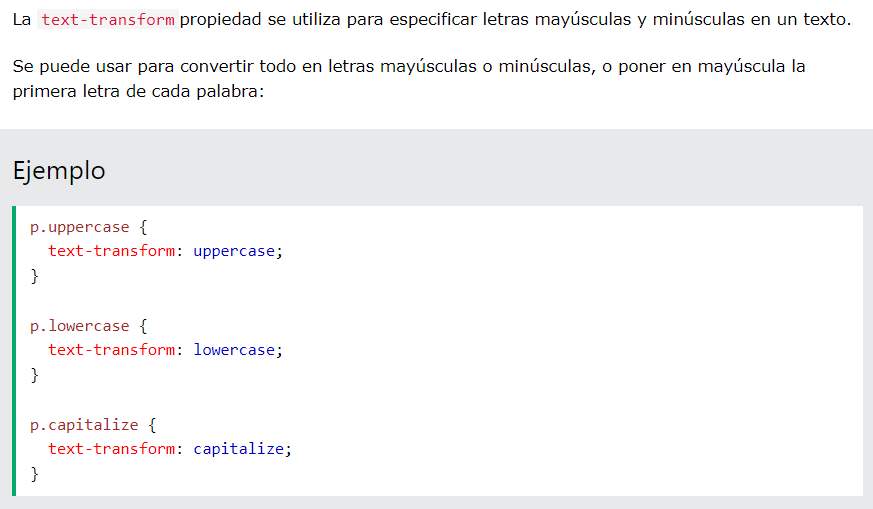 La text-transform propiedad se utiliza para especificar letras mayúsculas y minúsculas en un texto.
Se puede usar para convertir todo en letras mayúsculas o minúsculas, o poner en mayúscula la
primera letra de cada palabra:
Ejemplo
p.uppercase {
  text-transform: uppercase;
}
p.lowercase {
  text-transform: lowercase;
}
p.capitalize {
  text-transform: capitalize;
}